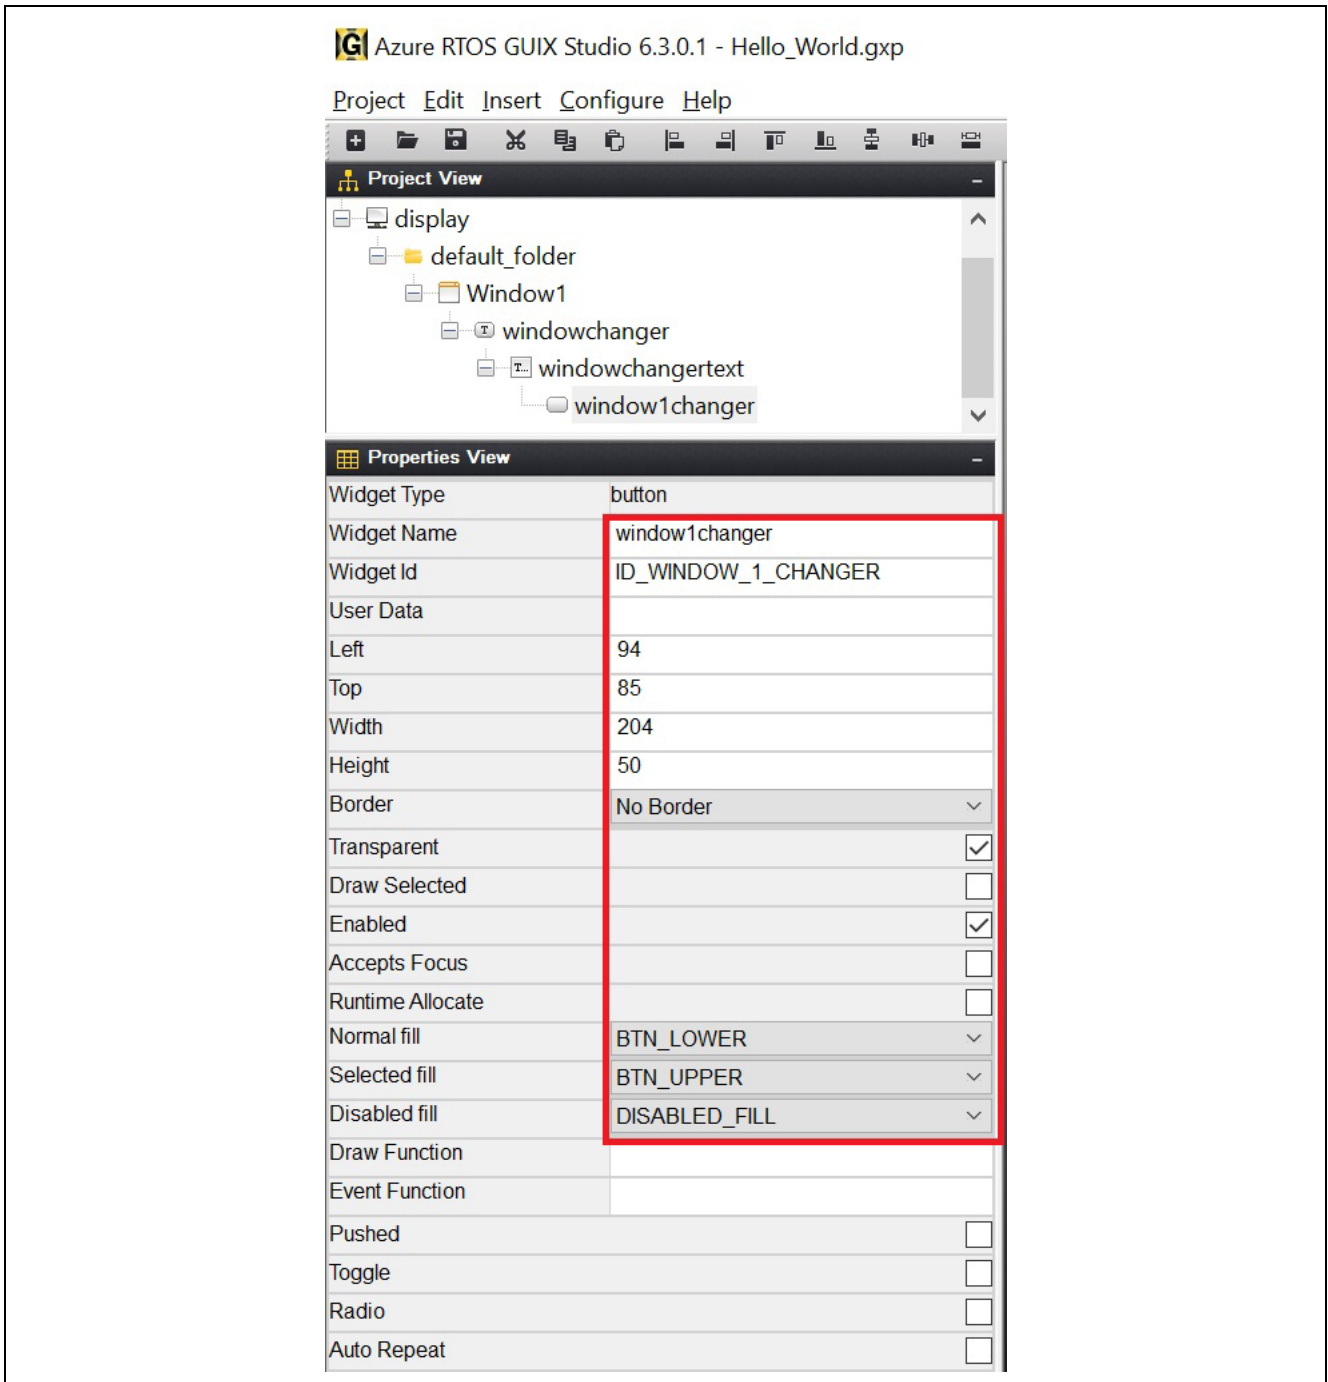 Azure RTOS GUIX Studio 6.3.0.1 - Hello_World.gxp
Project Edit Insert Configure Help
Project View
display
default_folder
Window1
windowchanger
windowchangertext
window1changer
Properties View
Widget Type button
Widget Name window1changer
Widget Id ID_WINDOW_1_CHANGER
User Data
Left 94
Top 85
Width 204
Height 50
Border No Border
Transparent
Draw Selected
Enabled
Accepts Focus
Runtime Allocate
Normal fill BTN_LOWER
Selected fill BTN_UPPER
Disabled fill DISABLED_FILL
Draw Function
Event Function
Pushed
Toggle
Radio
Auto Repeat